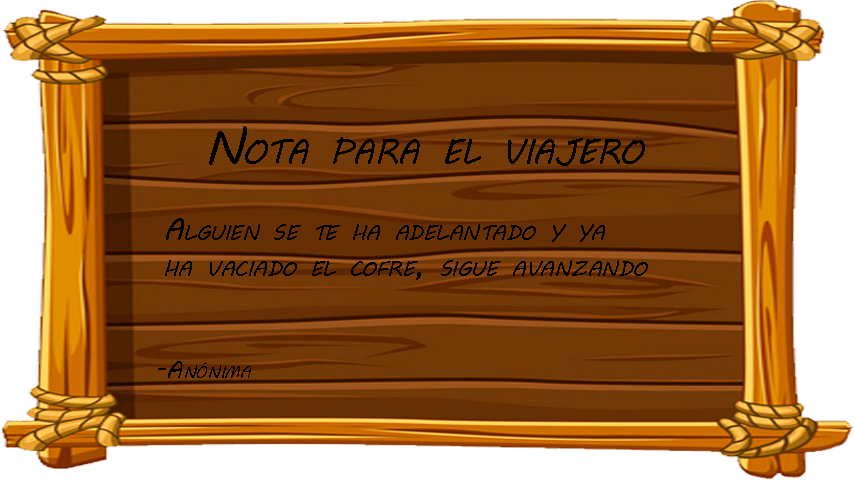 Nota para el viajero
Alguien se te ha adelantado y ya
ha vaciado el cofre, sigue avanzando
-Anónima